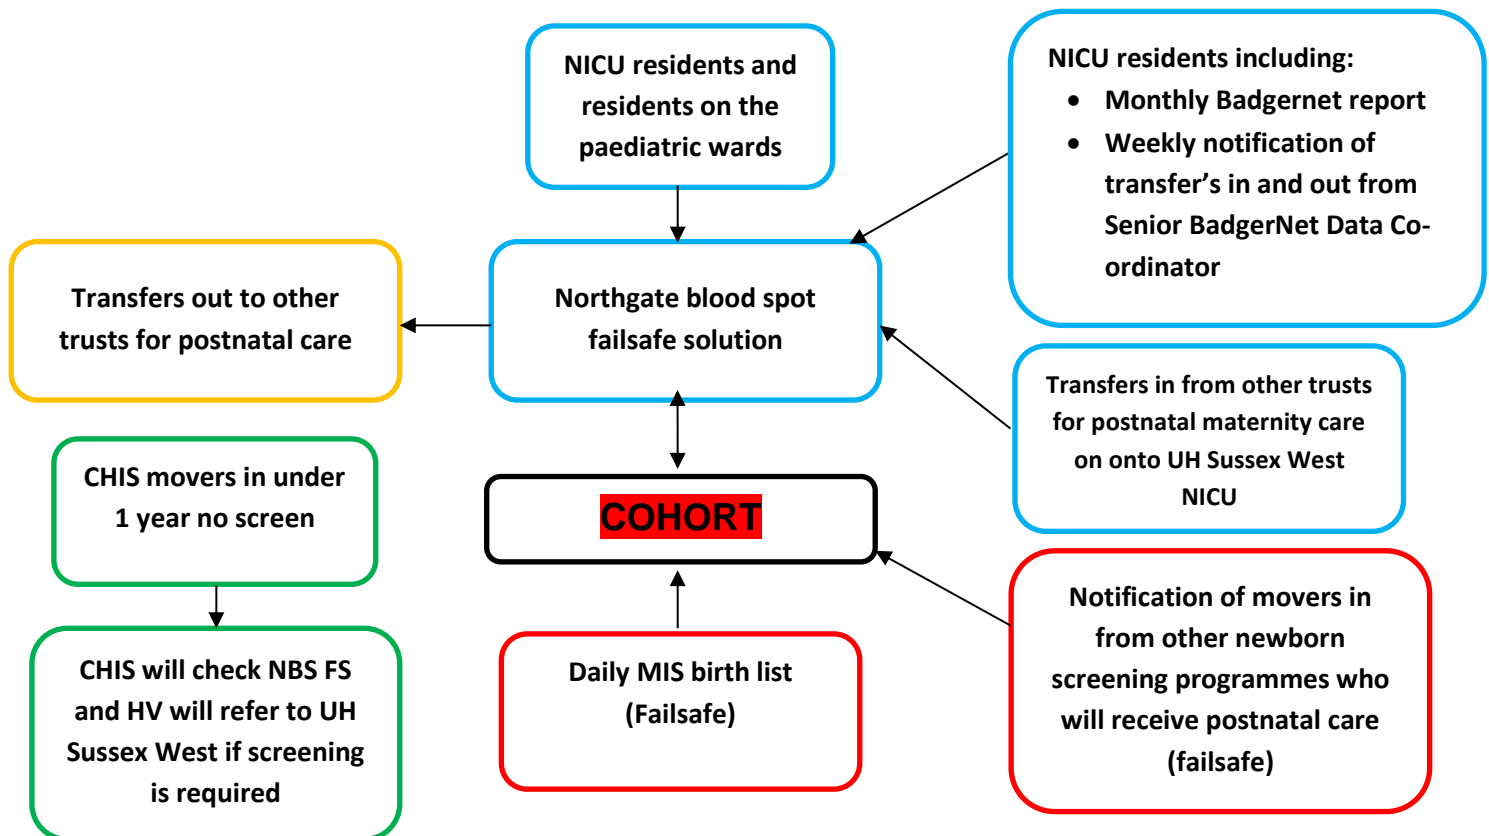 NICU residents and
residents on the
paediatric wards
NICU residents including:
• Monthly Badgernet report
• Weekly notification of
transfer’s in and out from
Senior BadgerNet Data Co-
ordinator
Transfers out to other
trusts for postnatal care
Northgate blood spot
failsafe solution
Transfers in from other trusts
for postnatal maternity care
on onto UH Sussex West
NICU
CHIS movers in under
1 year no screen
COHORT
CHIS will check NBS FS
and HV will refer to UH
Sussex West if screening
is required
Daily MIS birth list
(Failsafe)
Notification of movers in
from other newborn
screening programmes who
will receive postnatal care
(failsafe)